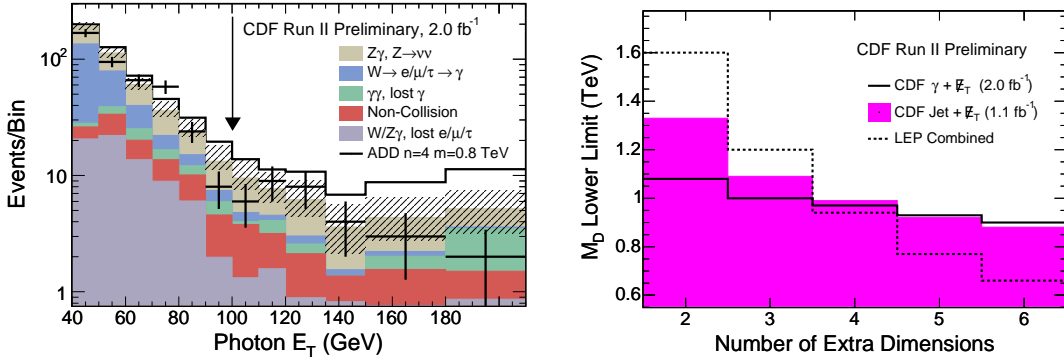 CDF Run II Preliminary, 2.0 fb⁻¹
Zγ, Z→νν
W→ e/μ/τ→ γ
γγ, lost γ
Non-Collision
W/Zγ, lost e/μ/τ
ADD n=4 m=0.8 TeV
Events/Bin
10²
10
1
40 60 80 100 120 140 160 180
Photon E_T (GeV)
CDF Run II Preliminary
CDF γ + E̸_T (2.0 fb⁻¹)
CDF Jet + E̸_T (1.1 fb⁻¹)
LEP Combined
M_D Lower Limit (TeV)
1.6
1.4
1.2
1
0.8
0.6
2 3 4 5 6
Number of Extra Dimensions